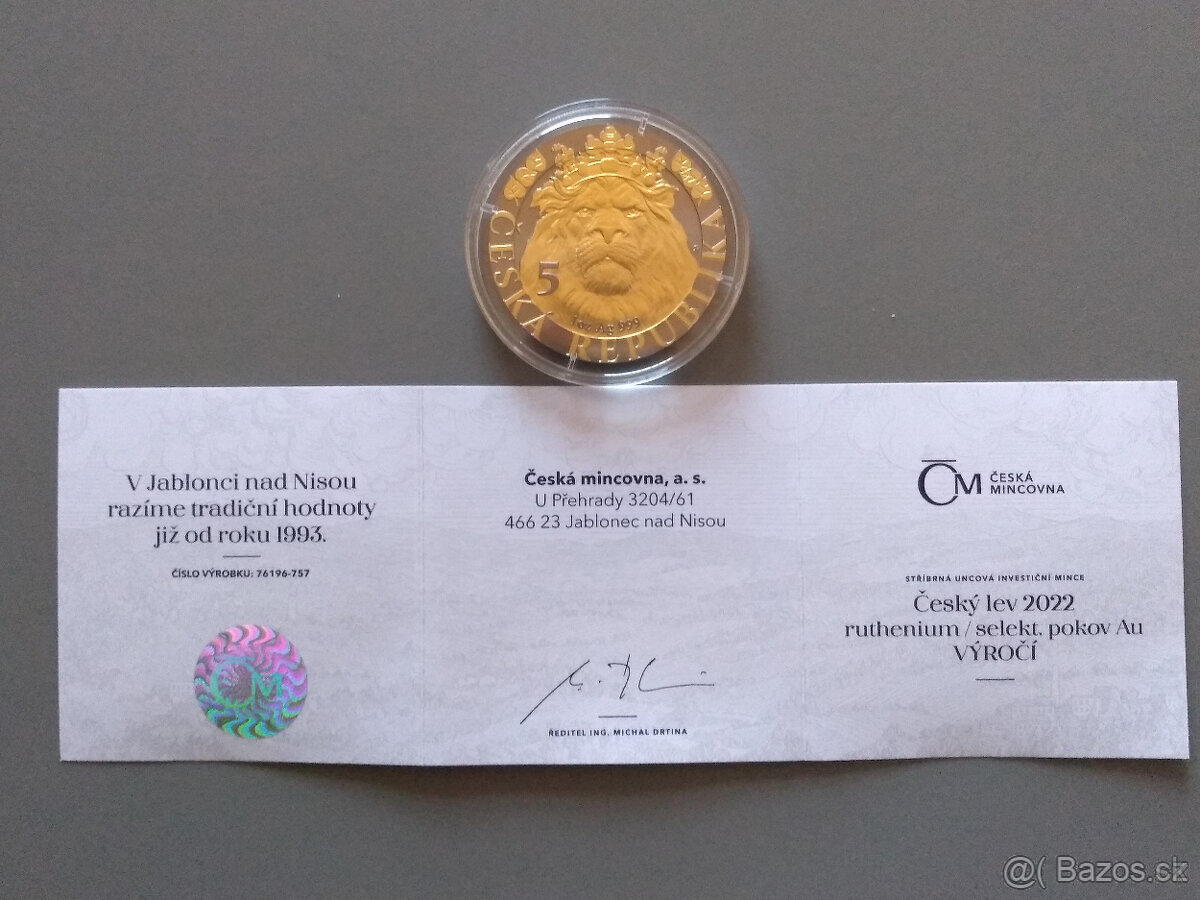 ČESKÁ REPUBLIKA
5
1oz Ag 999
V Jablonci nad Nisou
razíme tradiční hodnoty
již od roku 1993.
ČÍSLO VÝROBKU: 76196-757
ČM
Česká mincovna, a. s.
U Přehrady 3204/61
466 23 Jablonec nad Nisou
ŘEDITEL ING. MICHAL DRTINA
ČM ČESKÁ
MINCOVNA
STŘÍBRNÁ UNCOVÁ INVESTIČNÍ MINCE
Český lev 2022
ruthenium / selekt. pokov Au
VÝROČÍ
@( Bazos.sk